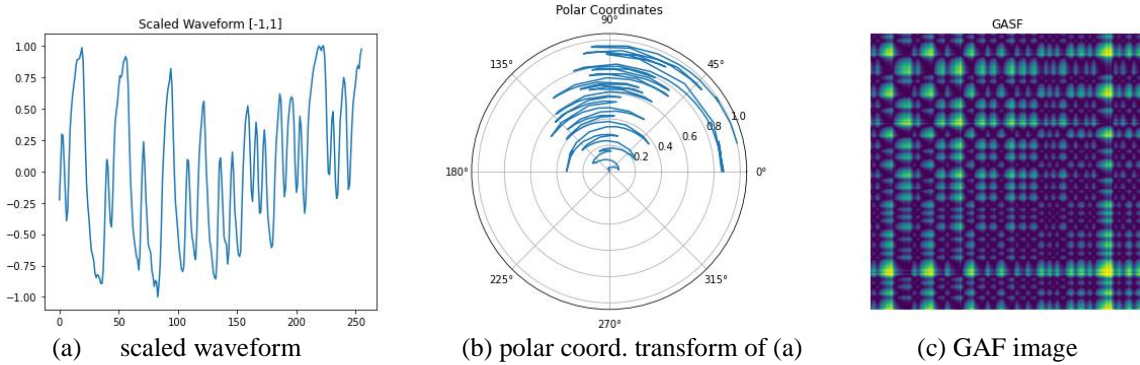 Scaled Waveform [-1,1]
1.00
0.75
0.50
0.25
0.00
−0.25
−0.50
−0.75
−1.00
0 50 100 150 200 250
(a) scaled waveform
Polar Coordinates
90°
135° 45°
1.0
0.8
0.6
0.4
0.2
180° 0°
225° 315°
270°
(b) polar coord. transform of (a)
GASF
(c) GAF image